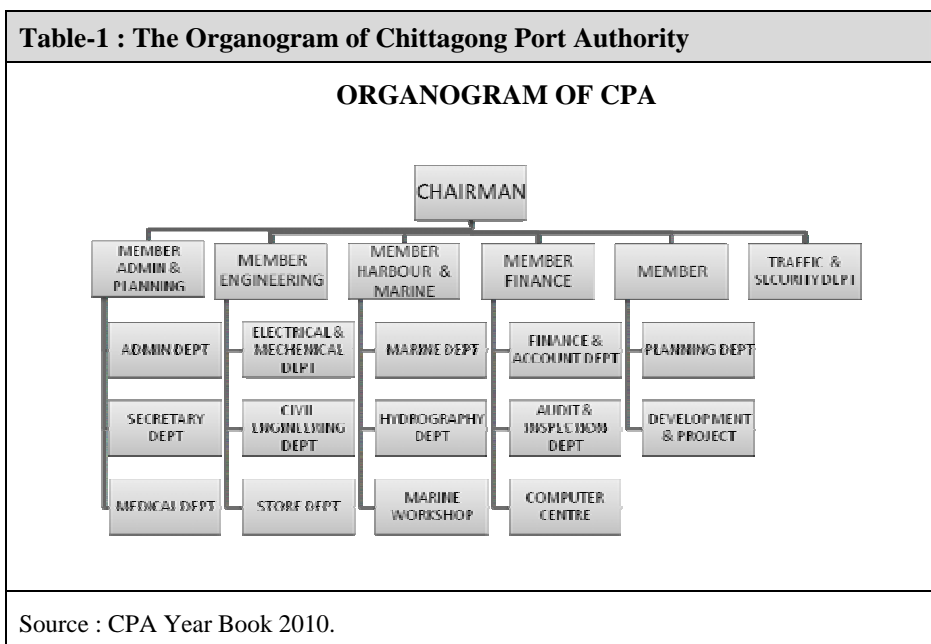 Table-1 : The Organogram of Chittagong Port Authority
ORGANOGRAM OF CPA
CHAIRMAN
MEMBER
ADMIN &
PLANNING
MEMBER
ENGINEERING
MEMBER
HARBOUR &
MARINE
MEMBER
FINANCE
MEMBER
TRAFFIC &
SECURITY DEPT
ADMIN DEPT
ELECTRICAL &
MECHENICAL
DEPT
MARINE DEPT
FINANCE &
ACCOUNT DEPT
PLANNING DEPT
SECRETARY
DEPT
CIVIL
ENGINEERING
DEPT
HYDROGRAPHY
DEPT
AUDIT &
INSPECTION
DEPT
DEVELOPMENT
& PROJECT
MEDICAL DEPT
STORE DEPT
MARINE
WORKSHOP
COMPUTER
CENTRE
Source : CPA Year Book 2010.